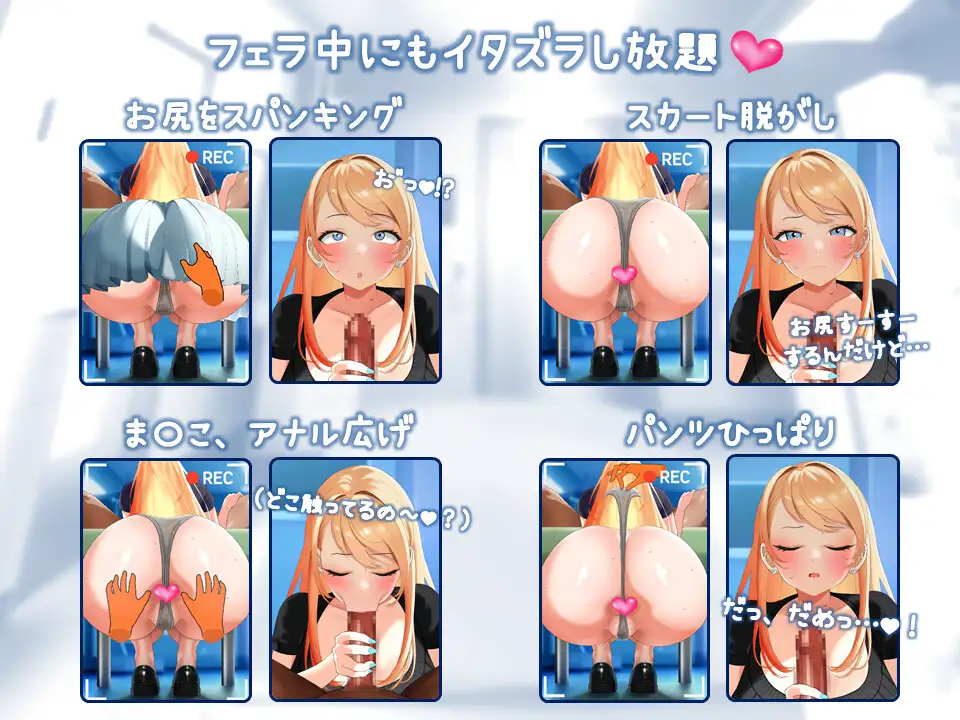 フェラ中にもイタズラし放題
お尻をスパンキング
REC
お゛っ♥!?
スカート脱がし
REC
お尻すーすー
するんだけど…
ま〇こ、アナル広げ
REC
(どこ触ってるの～♥?)
パンツひっぱり
REC
だっ、だめっ…♥!